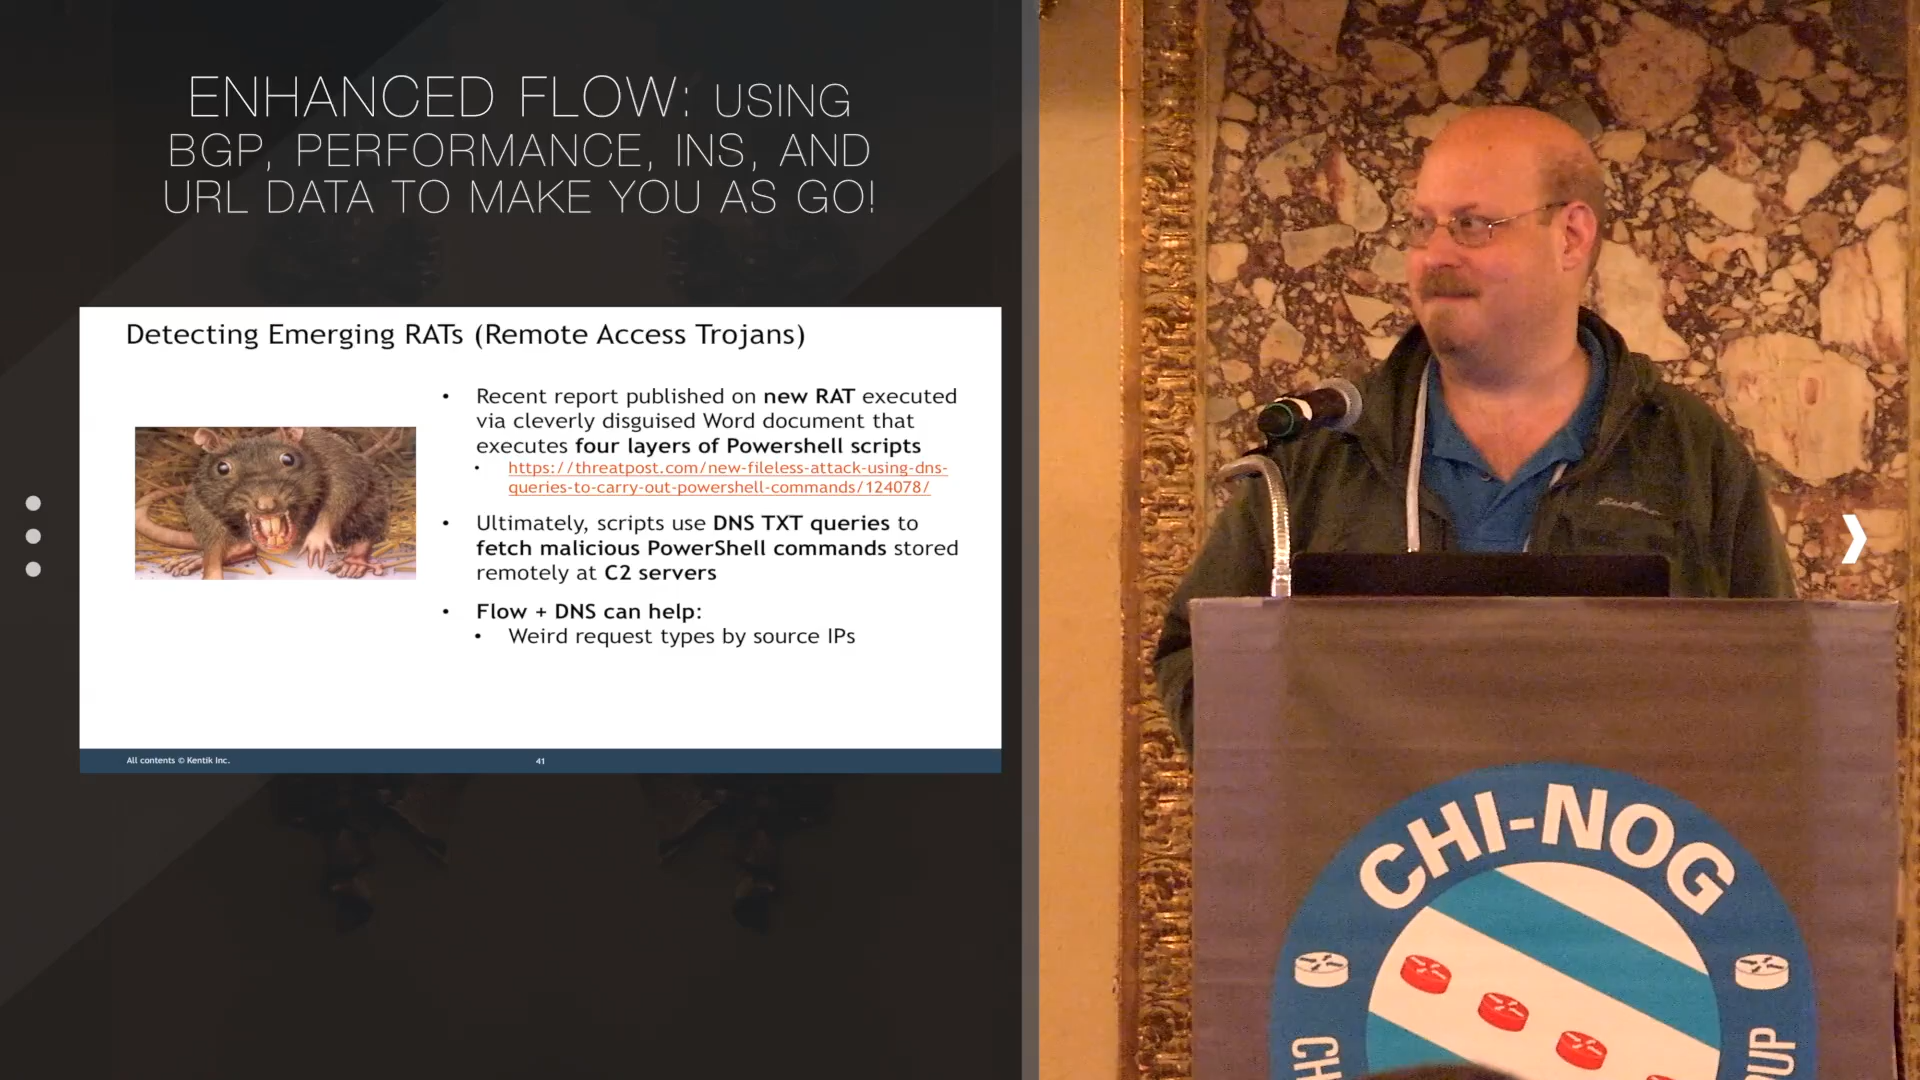 ENHANCED FLOW: USING
BGP, PERFORMANCE, INS, AND
URL DATA TO MAKE YOU AS GO!
Detecting Emerging RATs (Remote Access Trojans)
• Recent report published on new RAT executed
via cleverly disguised Word document that
executes four layers of Powershell scripts
• https://threatpost.com/new-fileless-attack-using-dns-
queries-to-carry-out-powershell-commands/124078/
• Ultimately, scripts use DNS TXT queries to
fetch malicious PowerShell commands stored
remotely at C2 servers
• Flow + DNS can help:
• Weird request types by source IPs
All contents © Kentik Inc.
41
CHI-NOG